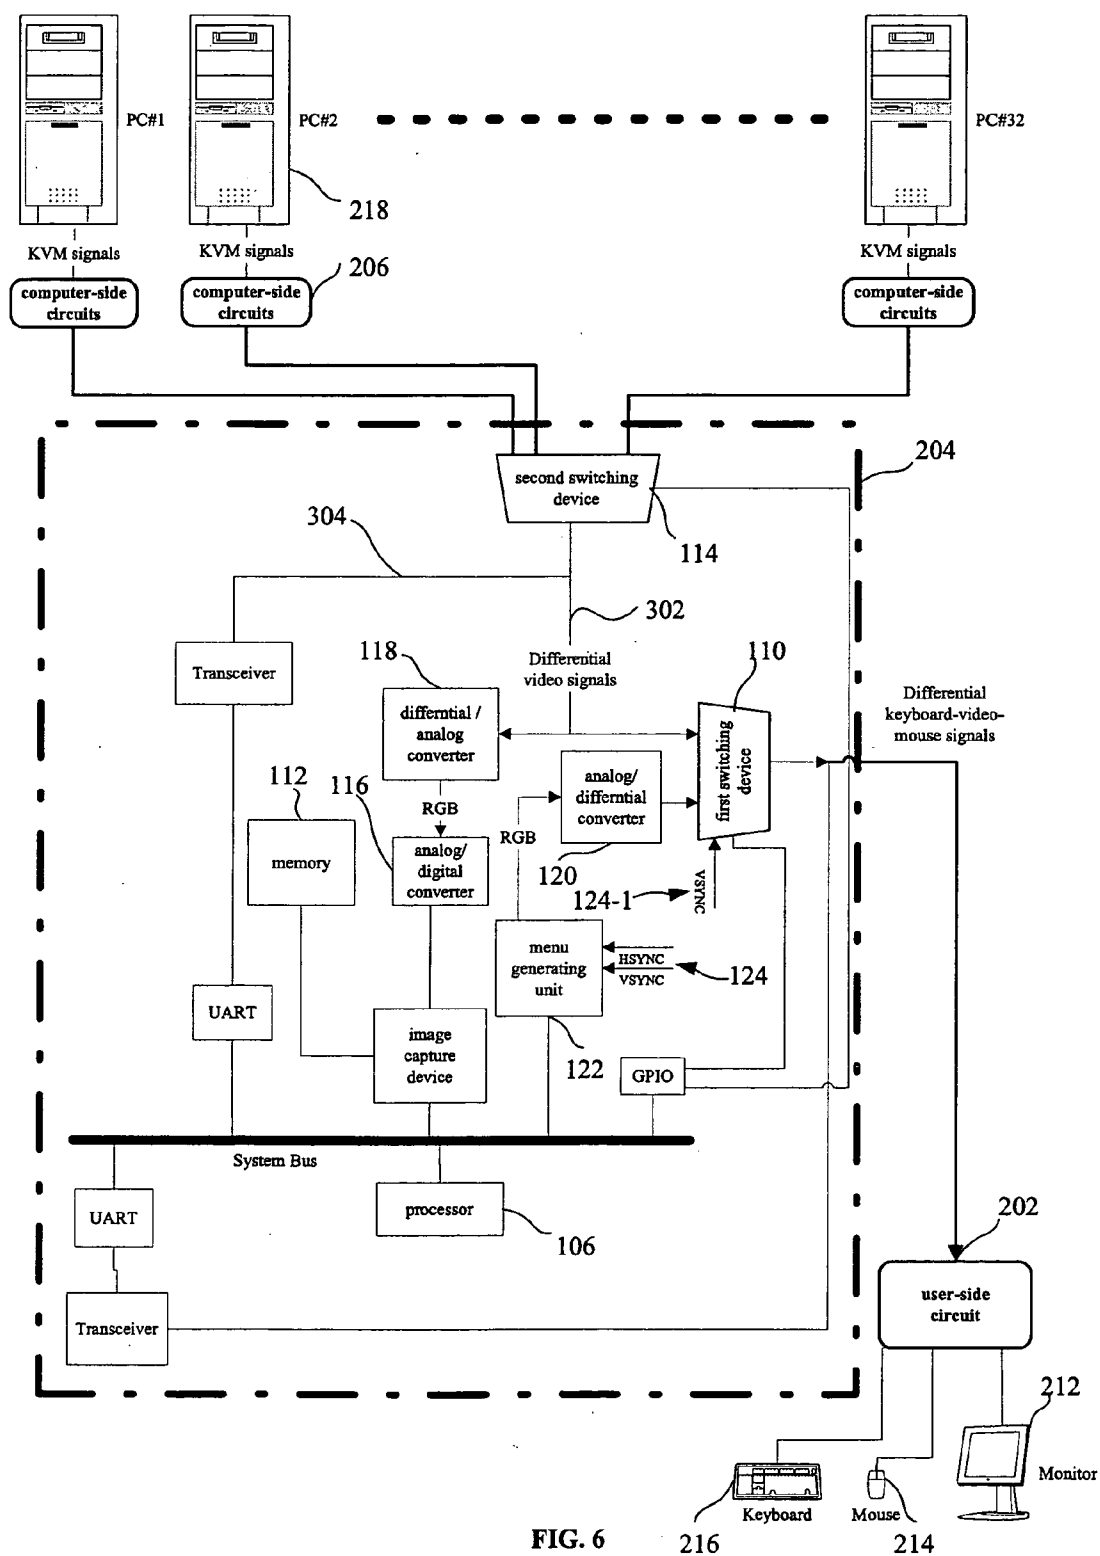 PC#1
PC#2
PC#32
218
KVM signals
KVM signals
KVM signals
206
computer-side
circuits
computer-side
circuits
computer-side
circuits
204
second switching
device
304
114
302
118
110
Differential
video signals
Transceiver
differntial /
analog
converter
first switching
device
Differential
keyboard-video-
mouse signals
112
116
analog/
differntial
converter
RGB
RGB
memory
analog/
digital
converter
120
124-1
VSYNC
menu
generating
unit
HSYNC
VSYNC
124
UART
image
capture
device
122
GPIO
System Bus
UART
processor
106
202
user-side
circuit
Transceiver
212
Monitor
Keyboard
Mouse
216
214
FIG. 6